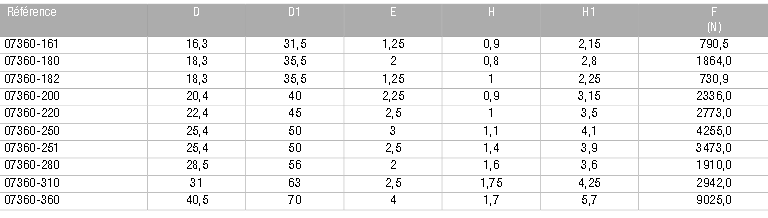 Référence D D1 E H H1 F
(N)
07360-161 16,3 31,5 1,25 0,9 2,15 790,5
07360-180 18,3 35,5 2 0,8 2,8 1864,0
07360-182 18,3 35,5 1,25 1 2,25 730,9
07360-200 20,4 40 2,25 0,9 3,15 2336,0
07360-220 22,4 45 2,5 1 3,5 2773,0
07360-250 25,4 50 3 1,1 4,1 4255,0
07360-251 25,4 50 2,5 1,4 3,9 3473,0
07360-280 28,5 56 2 1,6 3,6 1910,0
07360-310 31 63 2,5 1,75 4,25 2942,0
07360-360 40,5 70 4 1,7 5,7 9025,0